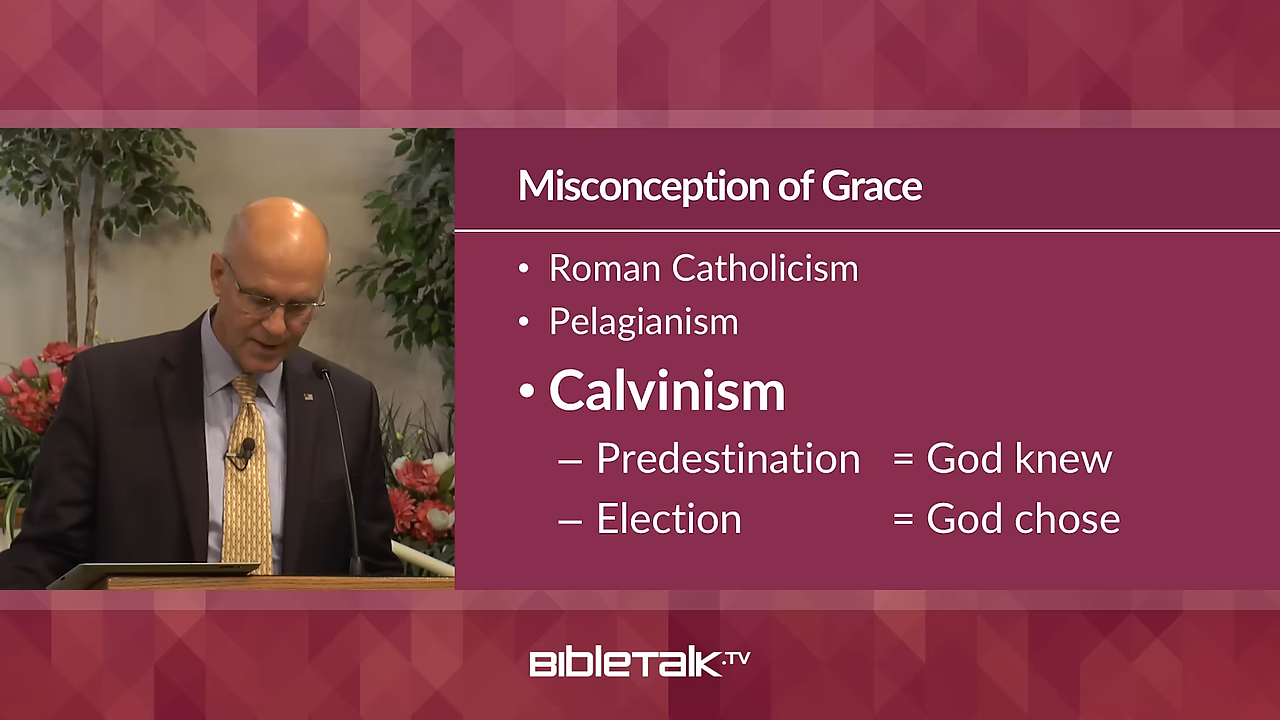 Misconception of Grace
• Roman Catholicism
• Pelagianism
• Calvinism
– Predestination = God knew
– Election = God chose
BIBLETALK.TV